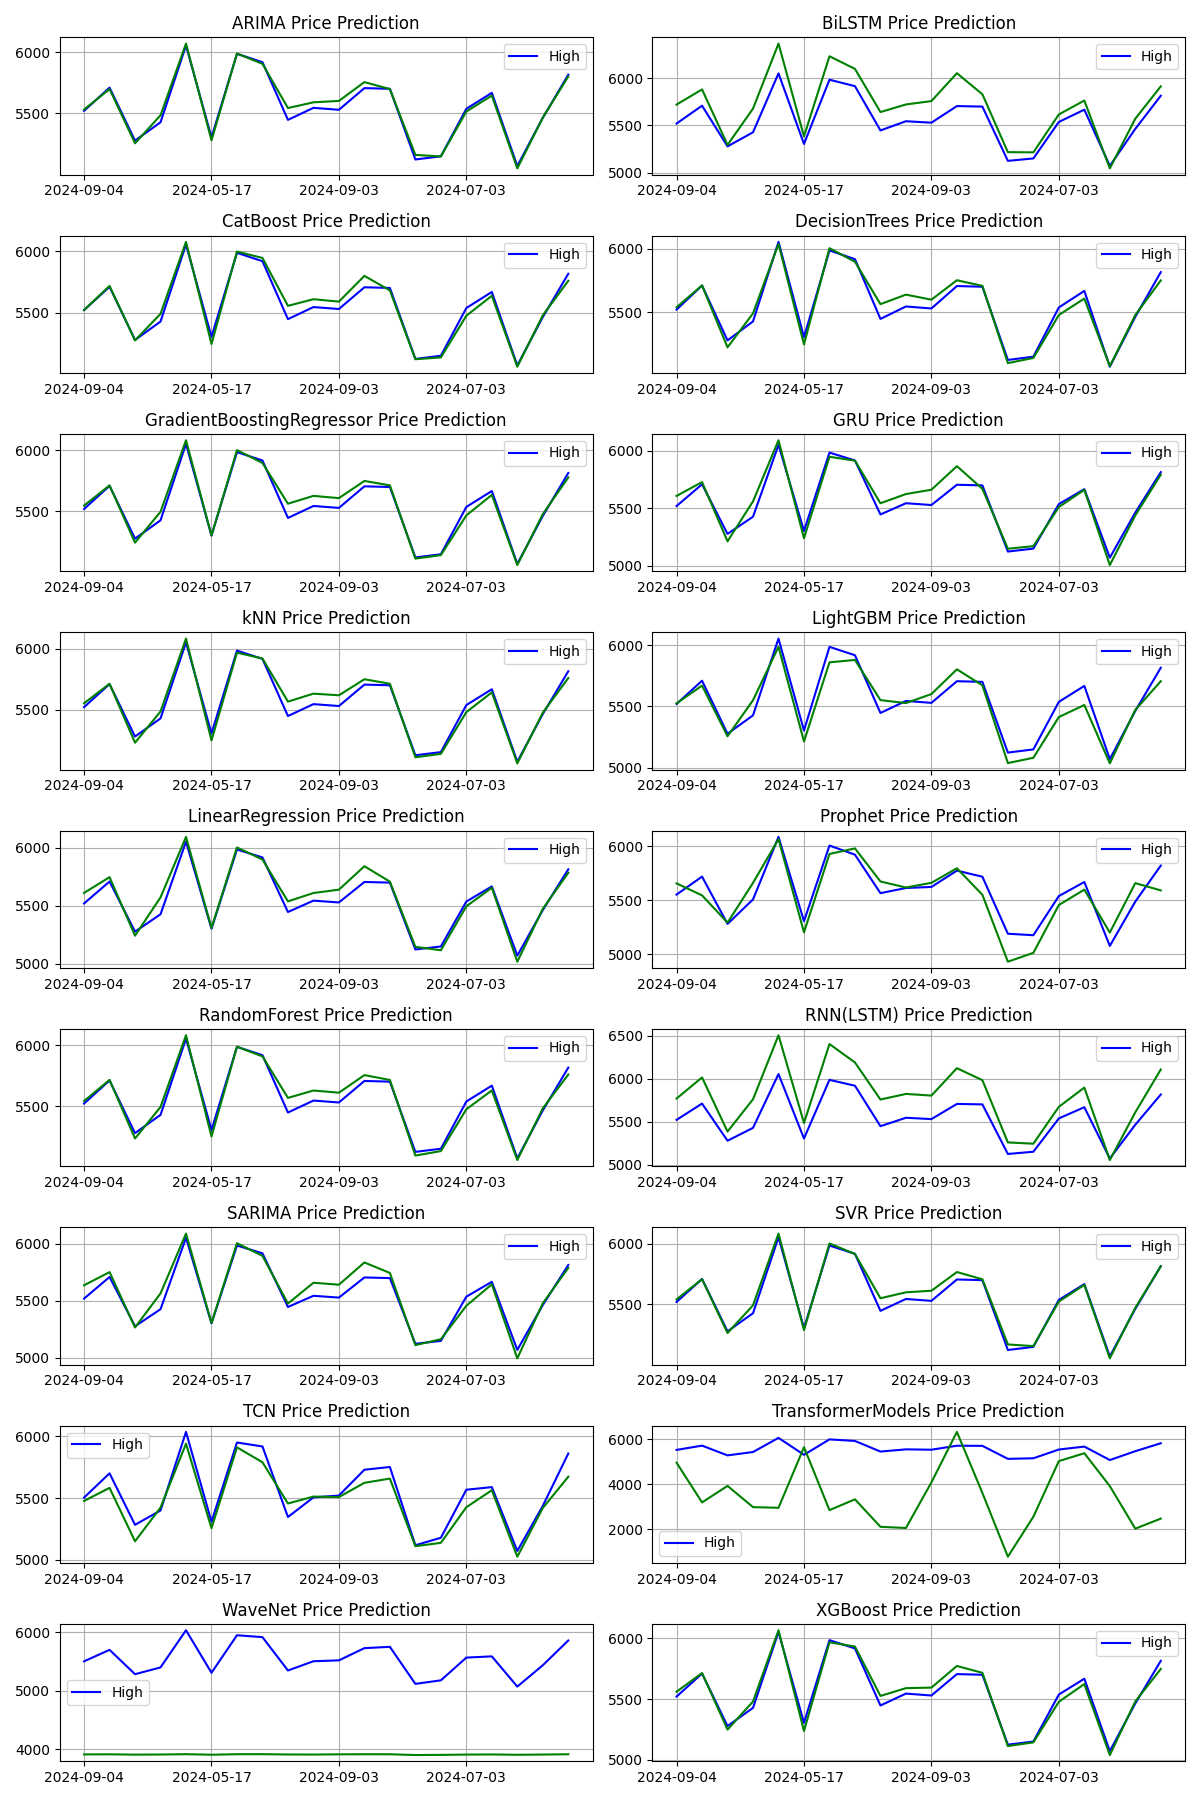 ARIMA Price Prediction
6000
5500
High
2024-09-04 2024-05-17 2024-09-03 2024-07-03
BiLSTM Price Prediction
6000
5500
5000
High
2024-09-04 2024-05-17 2024-09-03 2024-07-03
CatBoost Price Prediction
6000
5500
High
2024-09-04 2024-05-17 2024-09-03 2024-07-03
DecisionTrees Price Prediction
6000
5500
High
2024-09-04 2024-05-17 2024-09-03 2024-07-03
GradientBoostingRegressor Price Prediction
6000
5500
High
2024-09-04 2024-05-17 2024-09-03 2024-07-03
GRU Price Prediction
6000
5500
5000
High
2024-09-04 2024-05-17 2024-09-03 2024-07-03
kNN Price Prediction
6000
5500
High
2024-09-04 2024-05-17 2024-09-03 2024-07-03
LightGBM Price Prediction
6000
5500
5000
High
2024-09-04 2024-05-17 2024-09-03 2024-07-03
LinearRegression Price Prediction
6000
5500
5000
High
2024-09-04 2024-05-17 2024-09-03 2024-07-03
Prophet Price Prediction
6000
5500
5000
High
2024-09-04 2024-05-17 2024-09-03 2024-07-03
RandomForest Price Prediction
6000
5500
High
2024-09-04 2024-05-17 2024-09-03 2024-07-03
RNN(LSTM) Price Prediction
6500
6000
5500
5000
High
2024-09-04 2024-05-17 2024-09-03 2024-07-03
SARIMA Price Prediction
6000
5500
5000
High
2024-09-04 2024-05-17 2024-09-03 2024-07-03
SVR Price Prediction
6000
5500
High
2024-09-04 2024-05-17 2024-09-03 2024-07-03
TCN Price Prediction
6000
5500
5000
High
2024-09-04 2024-05-17 2024-09-03 2024-07-03
TransformerModels Price Prediction
6000
4000
2000
High
2024-09-04 2024-05-17 2024-09-03 2024-07-03
WaveNet Price Prediction
6000
5000
4000
High
2024-09-04 2024-05-17 2024-09-03 2024-07-03
XGBoost Price Prediction
6000
5500
5000
High
2024-09-04 2024-05-17 2024-09-03 2024-07-03